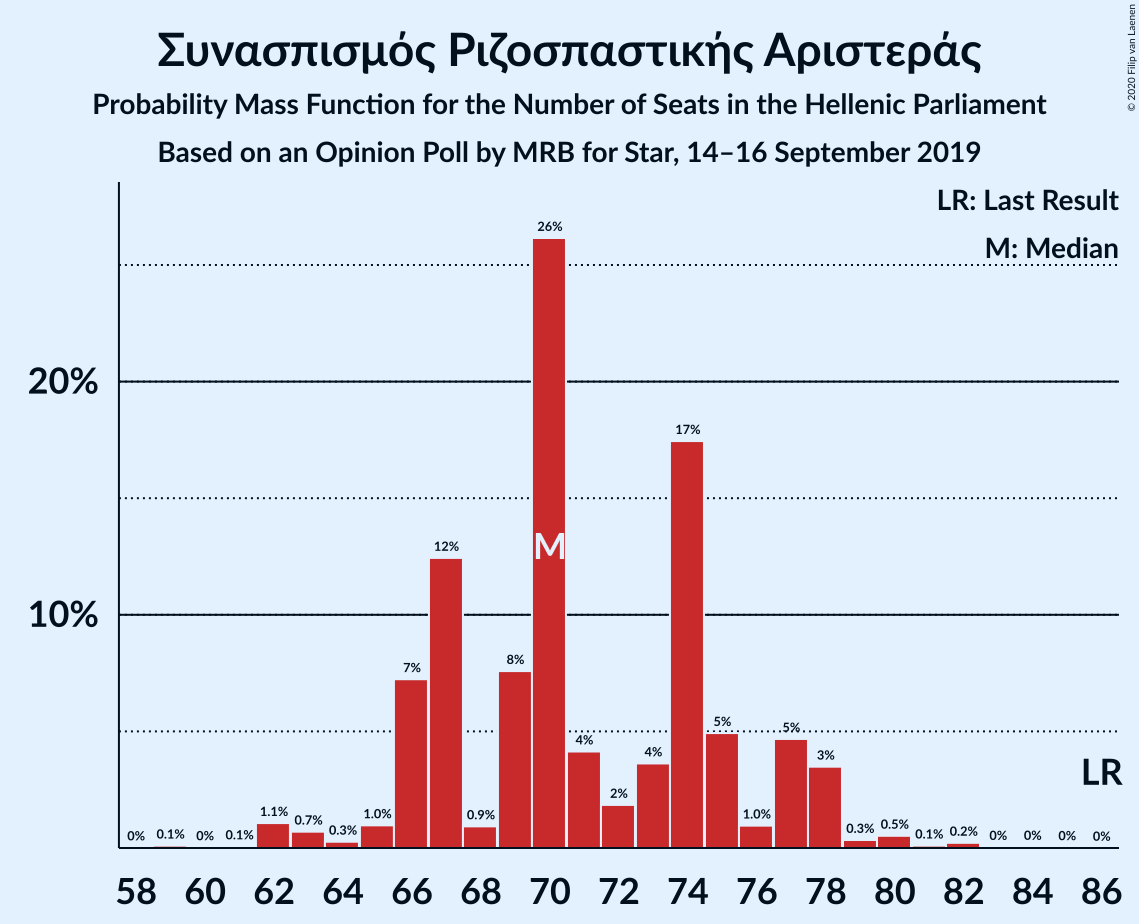 Συνασπισμός Ριζοσπαστικής Αριστεράς
Probability Mass Function for the Number of Seats in the Hellenic Parliament
Based on an Opinion Poll by MRB for Star, 14–16 September 2019
© 2020 Filip van Laenen
LR: Last Result
M: Median
20%
10%
0% 0.1% 0% 0.1% 1.1% 0.7% 0.3% 1.0% 7% 12% 0.9% 8% 26% 4% 2% 4% 17% 5% 1.0% 5% 3% 0.3% 0.5% 0.1% 0.2% 0% 0% 0% 0%
M
LR
58 60 62 64 66 68 70 72 74 76 78 80 82 84 86